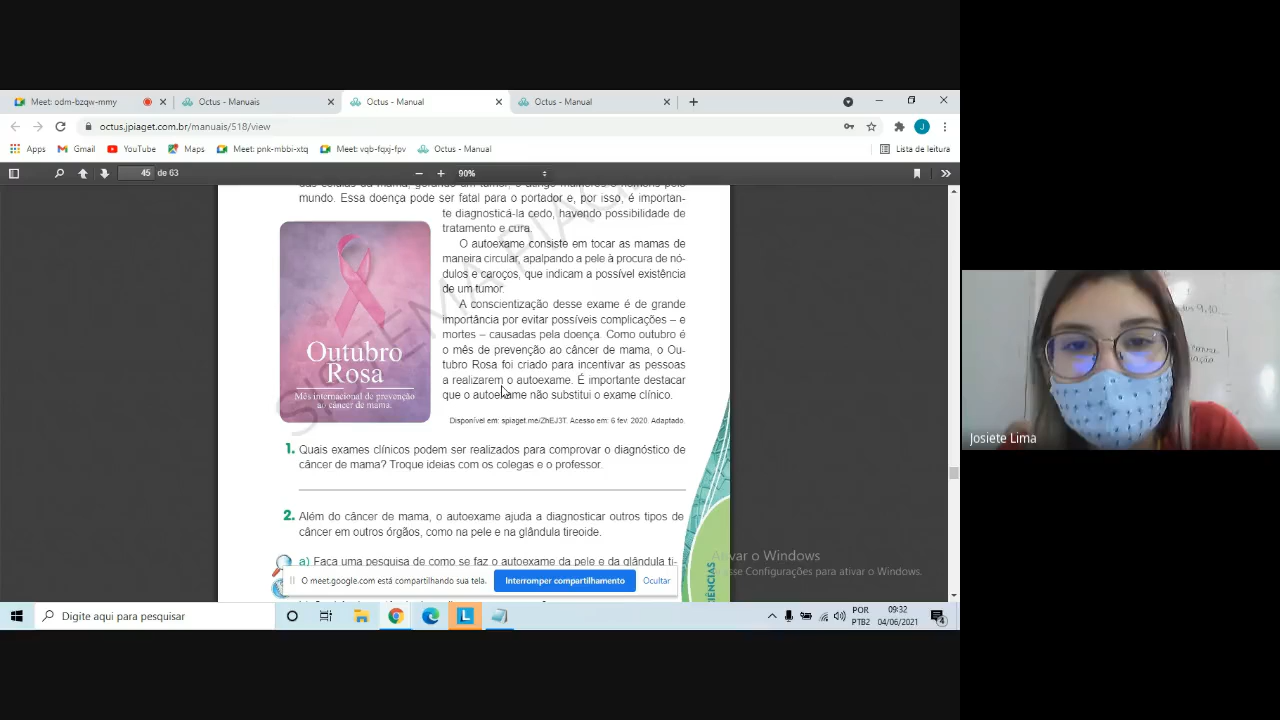 Meet: odm-bzqw-mmy
Octus - Manuais
Octus - Manual
Octus - Manual
octus.jpiaget.com.br/manuais/518/view
Apps
Gmail
YouTube
Maps
Meet: pnk-mbbi-xtq
Meet: vqb-fqxj-fpv
Octus - Manual
Lista de leitura
45 de 63
90%
mundo. Essa doença pode ser fatal para o portador e, por isso, é importan-
te diagnosticá-la cedo, havendo possibilidade de
tratamento e cura.
O autoexame consiste em tocar as mamas de
maneira circular, apalpando a pele à procura de nó-
dulos e caroços, que indicam a possível existência
de um tumor.
A conscientização desse exame é de grande
importância por evitar possíveis complicações – e
mortes – causadas pela doença. Como outubro é
o mês de prevenção ao câncer de mama, o Ou-
tubro Rosa foi criado para incentivar as pessoas
a realizarem o autoexame. É importante destacar
que o autoexame não substitui o exame clínico.
Disponível em: spiaget.me/ZhEJ3T. Acesso em: 6 fev. 2020. Adaptado.
Outubro
Rosa
Mês internacional de prevenção
ao câncer de mama.
SISTEMA PIAGET
1. Quais exames clínicos podem ser realizados para comprovar o diagnóstico de
câncer de mama? Troque ideias com os colegas e o professor.
2. Além do câncer de mama, o autoexame ajuda a diagnosticar outros tipos de
câncer em outros órgãos, como na pele e na glândula tireoide.
a) Faça uma pesquisa de como se faz o autoexame da pele e da glândula ti-
CIÊNCIAS
O meet.google.com está compartilhando sua tela.
Interromper compartilhamento
Ocultar
Ativar o Windows
Configurações para ativar o Windows.
Digite aqui para pesquisar
L
POR
PTB2
09:32
04/06/2021
4
J
Josiete Lima